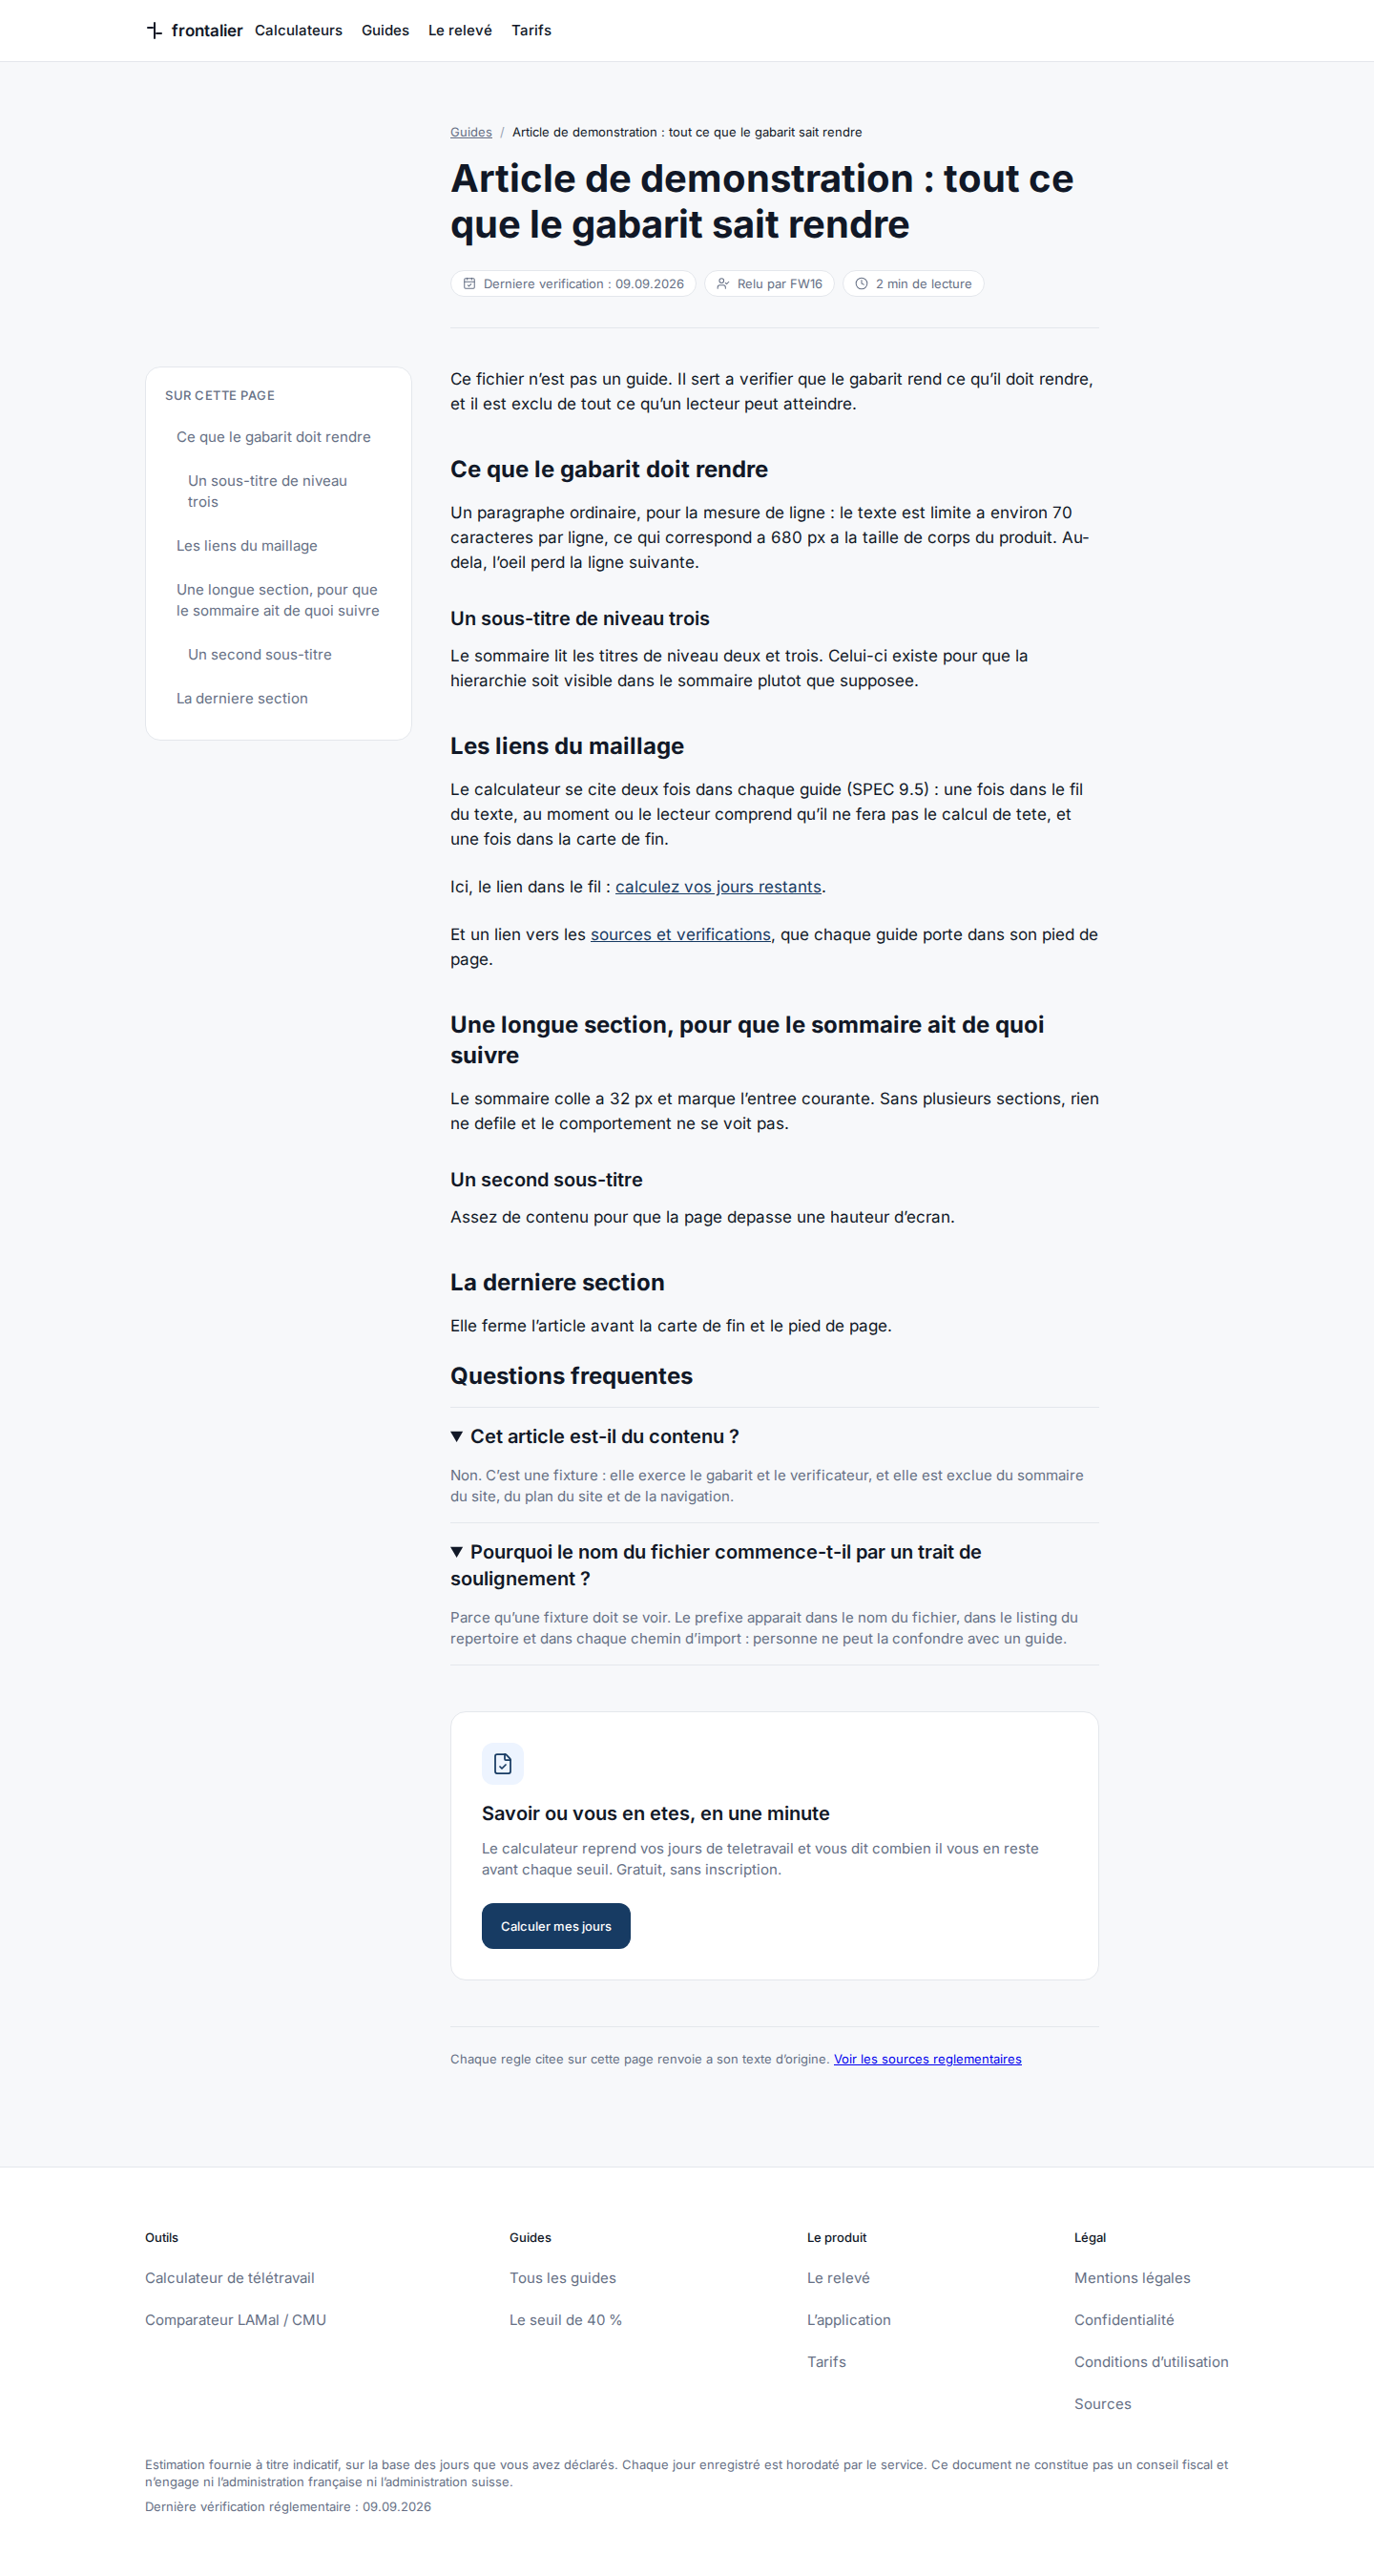 frontalier Calculateurs Guides Le relevé Tarifs
Guides / Article de demonstration : tout ce que le gabarit sait rendre
Article de demonstration : tout ce
que le gabarit sait rendre
Derniere verification : 09.09.2026 Relu par FW16 2 min de lecture
SUR CETTE PAGE
Ce que le gabarit doit rendre
Un sous-titre de niveau
trois
Les liens du maillage
Une longue section, pour que
le sommaire ait de quoi suivre
Un second sous-titre
La derniere section
Ce fichier n’est pas un guide. Il sert a verifier que le gabarit rend ce qu’il doit rendre,
et il est exclu de tout ce qu’un lecteur peut atteindre.
Ce que le gabarit doit rendre
Un paragraphe ordinaire, pour la mesure de ligne : le texte est limite a environ 70
caracteres par ligne, ce qui correspond a 680 px a la taille de corps du produit. Au-
dela, l’oeil perd la ligne suivante.
Un sous-titre de niveau trois
Le sommaire lit les titres de niveau deux et trois. Celui-ci existe pour que la
hierarchie soit visible dans le sommaire plutot que supposee.
Les liens du maillage
Le calculateur se cite deux fois dans chaque guide (SPEC 9.5) : une fois dans le fil
du texte, au moment ou le lecteur comprend qu’il ne fera pas le calcul de tete, et
une fois dans la carte de fin.
Ici, le lien dans le fil : calculez vos jours restants.
Et un lien vers les sources et verifications, que chaque guide porte dans son pied de
page.
Une longue section, pour que le sommaire ait de quoi
suivre
Le sommaire colle a 32 px et marque l’entree courante. Sans plusieurs sections, rien
ne defile et le comportement ne se voit pas.
Un second sous-titre
Assez de contenu pour que la page depasse une hauteur d’ecran.
La derniere section
Elle ferme l’article avant la carte de fin et le pied de page.
Questions frequentes
▼ Cet article est-il du contenu ?
Non. C’est une fixture : elle exerce le gabarit et le verificateur, et elle est exclue du sommaire
du site, du plan du site et de la navigation.
▼ Pourquoi le nom du fichier commence-t-il par un trait de
soulignement ?
Parce qu’une fixture doit se voir. Le prefixe apparait dans le nom du fichier, dans le listing du
repertoire et dans chaque chemin d’import : personne ne peut la confondre avec un guide.
Savoir ou vous en etes, en une minute
Le calculateur reprend vos jours de teletravail et vous dit combien il vous en reste
avant chaque seuil. Gratuit, sans inscription.
Calculer mes jours
Chaque regle citee sur cette page renvoie a son texte d’origine. Voir les sources reglementaires
Outils
Calculateur de télétravail
Comparateur LAMal / CMU
Guides
Tous les guides
Le seuil de 40 %
Le produit
Le relevé
L’application
Tarifs
Légal
Mentions légales
Confidentialité
Conditions d’utilisation
Sources
Estimation fournie à titre indicatif, sur la base des jours que vous avez déclarés. Chaque jour enregistré est horodaté par le service. Ce document ne constitue pas un conseil fiscal et
n’engage ni l’administration française ni l’administration suisse.
Dernière vérification réglementaire : 09.09.2026